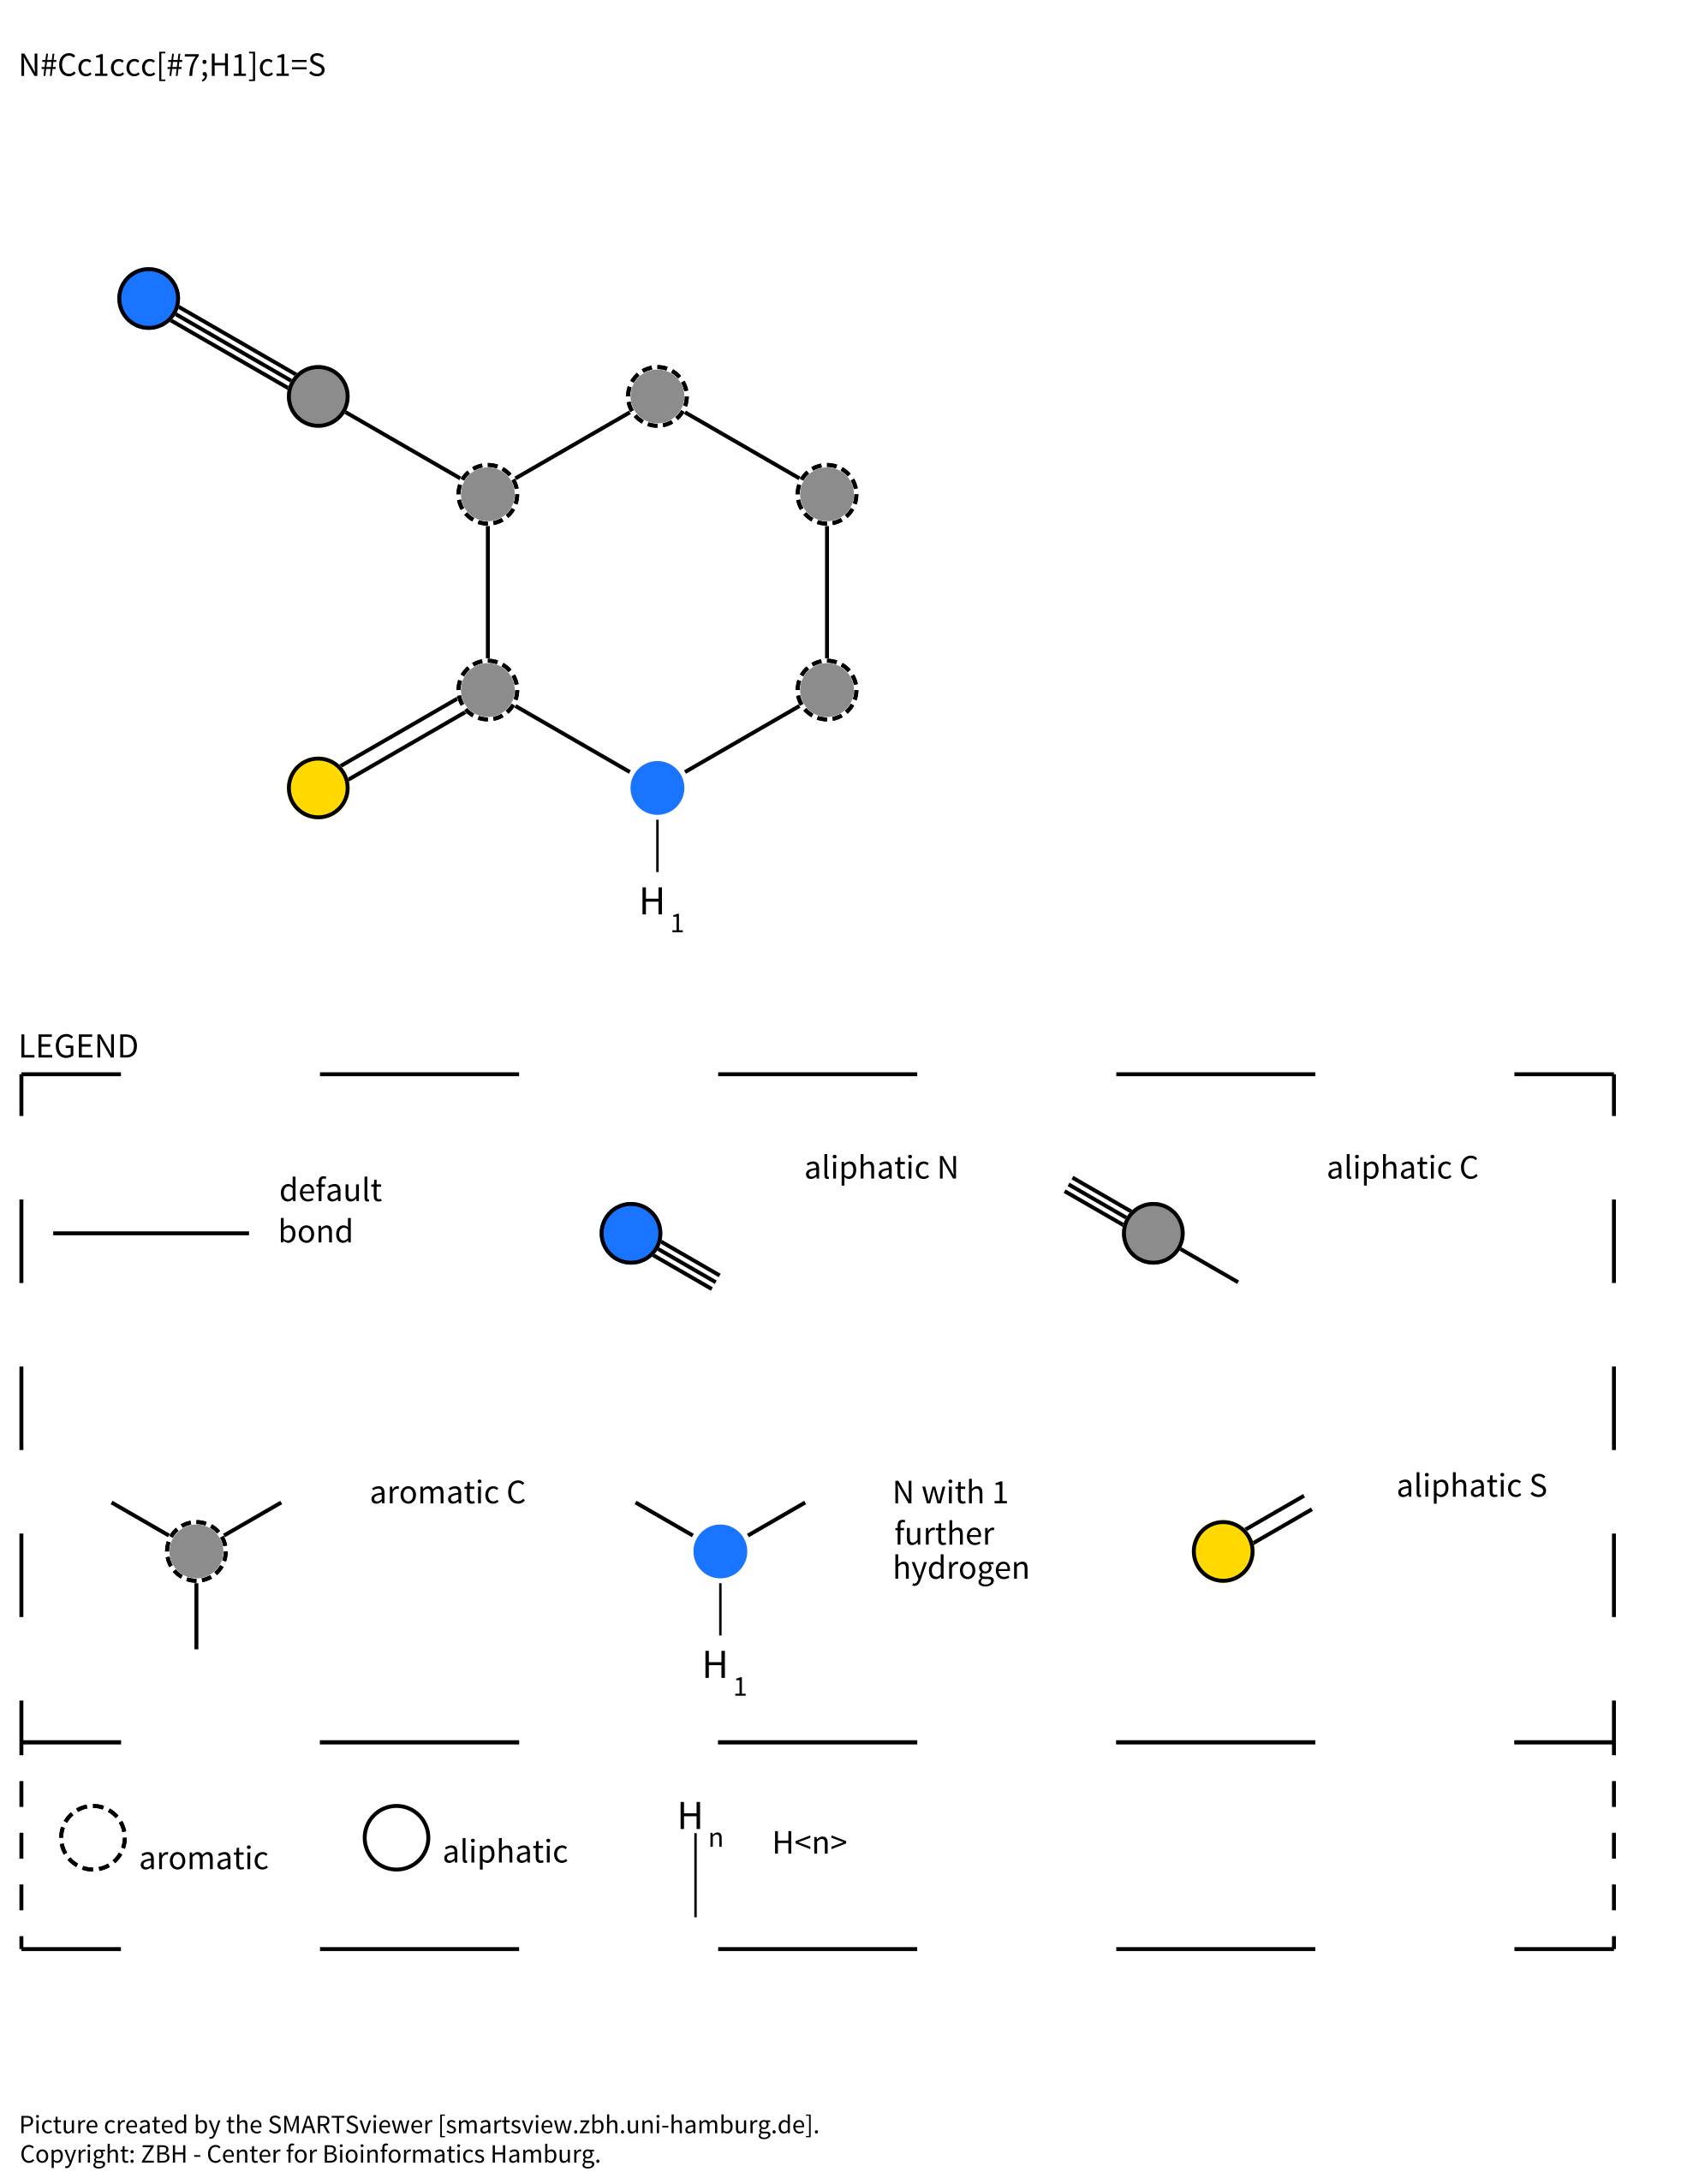 N#Cc1ccc[#7;H1]c1=S
H
1
LEGEND
default
bond
aliphatic N
aliphatic C
aromatic C
N with 1
further
hydrogen
aliphatic S
H
1
aromatic
aliphatic
H
n
H<n>
Picture created by the SMARTSviewer [smartsview.zbh.uni-hamburg.de].
Copyright: ZBH - Center for Bioinformatics Hamburg.